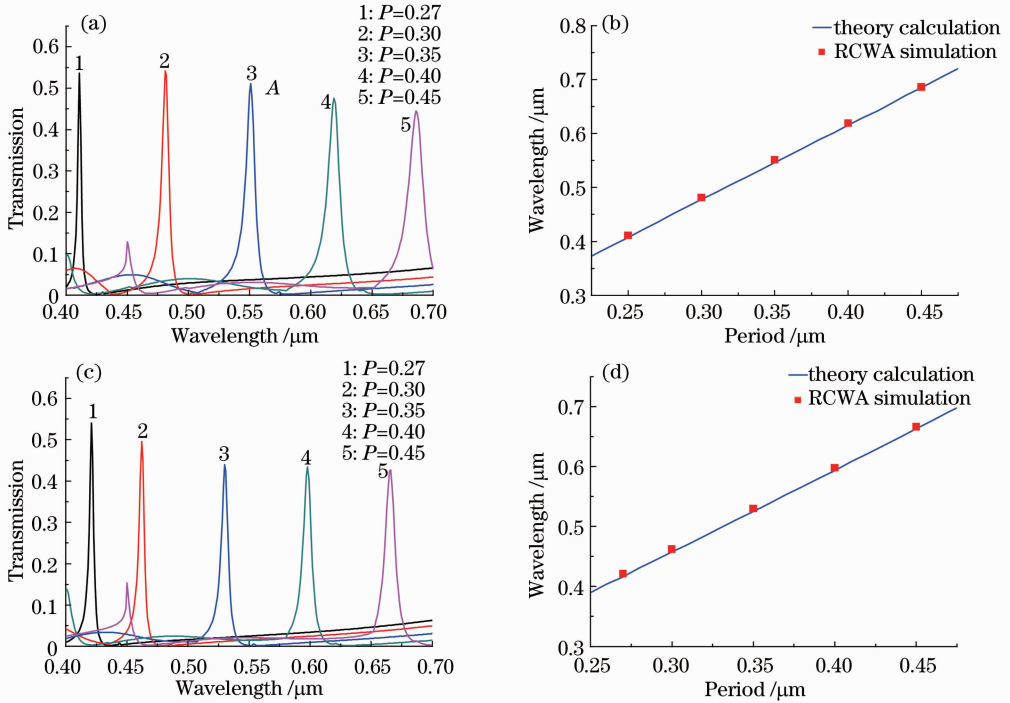 (a)
1: P=0.27
2: P=0.30
3: P=0.35
4: P=0.40
5: P=0.45
1
2
3
A
4
5
Transmission
0.6
0.5
0.4
0.3
0.2
0.1
0
0.40 0.45 0.50 0.55 0.60 0.65 0.70
Wavelength /μm
(b)
theory calculation
RCWA simulation
Wavelength /μm
0.8
0.7
0.6
0.5
0.4
0.3
0.25 0.30 0.35 0.40 0.45
Period /μm
(c)
1: P=0.27
2: P=0.30
3: P=0.35
4: P=0.40
5: P=0.45
1
2
3
4
5
Transmission
0.6
0.5
0.4
0.3
0.2
0.1
0
0.40 0.45 0.50 0.55 0.60 0.65 0.70
Wavelength /μm
(d)
theory calculation
RCWA simulation
Wavelength /μm
0.7
0.6
0.5
0.4
0.3
0.25 0.30 0.35 0.40 0.45
Period /μm